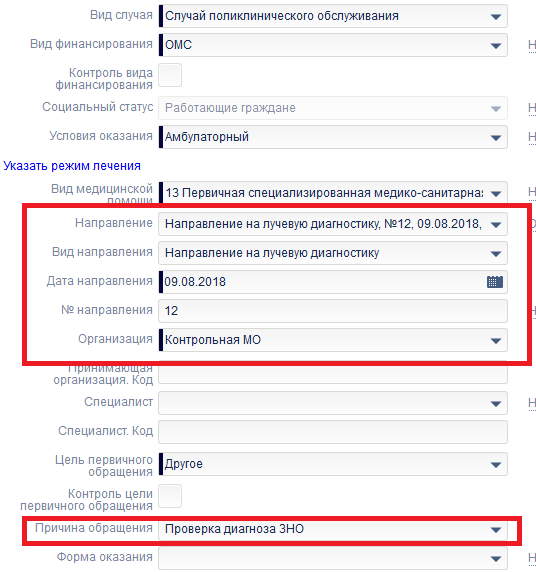 Вид случая Случай поликлинического обслуживания
Вид финансирования ОМС Н
Контроль вида
финансирования
Социальный статус Работающие граждане Н
Условия оказания Амбулаторный Н
Указать режим лечения
Вид медицинской
помощи 13 Первичная специализированная медико-санитарная Н
Направление Направление на лучевую диагностику, №12, 09.08.2018,
Вид направления Направление на лучевую диагностику
Дата направления 09.08.2018
№ направления 12 Н
Организация Контрольная МО
Принимающая
организация. Код
Специалист Н
Специалист. Код
Цель первичного
обращения Другое
Контроль цели
первичного обращения
Причина обращения Проверка диагноза ЗНО
Форма оказания Н